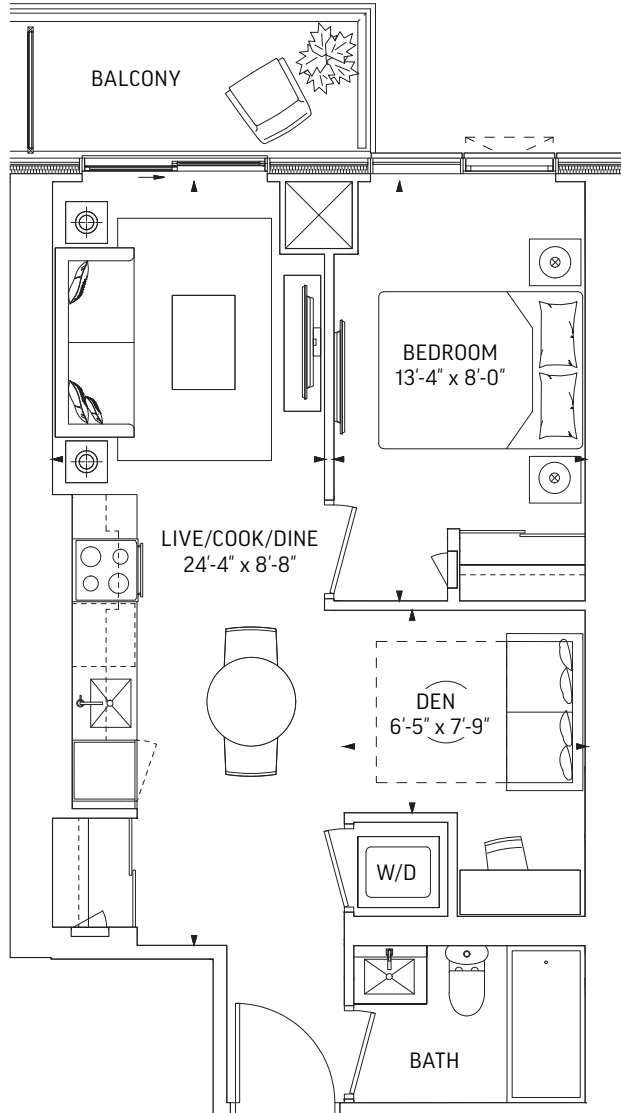 BALCONY
BEDROOM
13'-4" x 8'-0"
LIVE/COOK/DINE
24'-4" x 8'-8"
DEN
6'-5" x 7'-9"
W/D
BATH